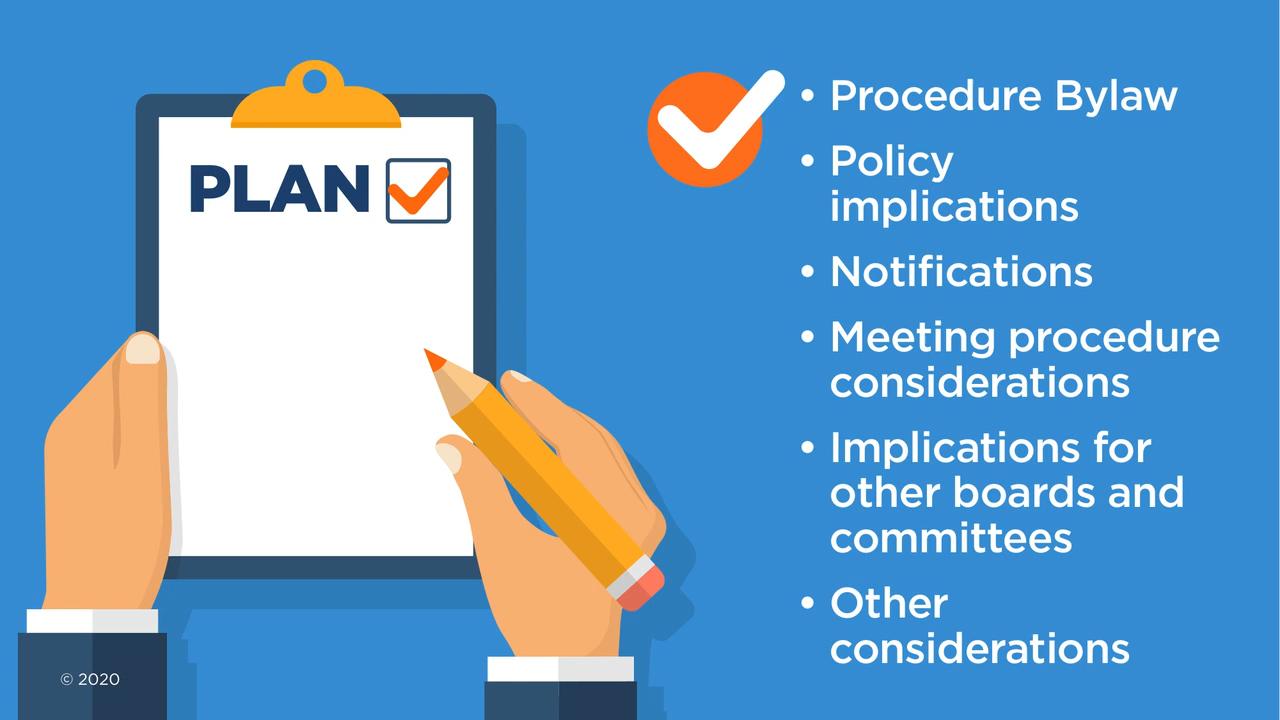 PLAN
• Procedure Bylaw
• Policy
implications
• Notifications
• Meeting procedure
considerations
• Implications for
other boards and
committees
• Other
considerations
© 2020